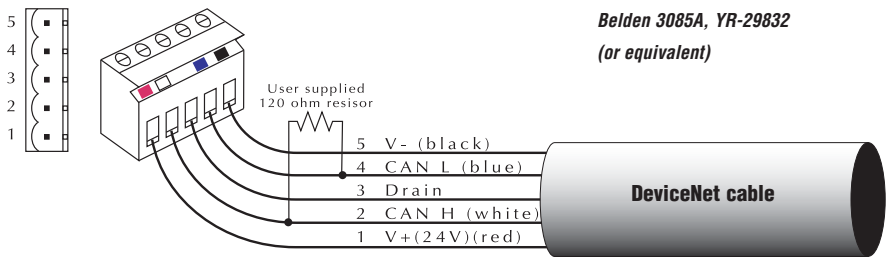 5
4
3
2
1
User supplied
120 ohm resisor
5 V- (black)
4 CAN L (blue)
3 Drain
2 CAN H (white)
1 V+(24V)(red)
Belden 3085A, YR-29832
(or equivalent)
DeviceNet cable